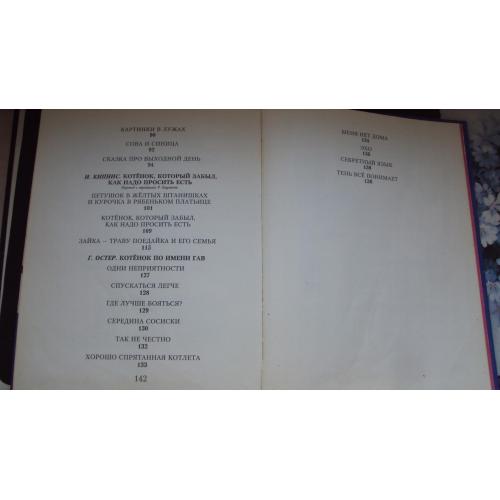 КАРТИНКИ В ЛУЖАХ
90
СОВА И СИНИЦА
92
СКАЗКА ПРО ВЫХОДНОЙ ДЕНЬ
94
И. КИПНИС. КОТЁНОК, КОТОРЫЙ ЗАБЫЛ,
КАК НАДО ПРОСИТЬ ЕСТЬ
ПЕТУШОК В ЖЁЛТЫХ ШТАНИШКАХ
И КУРОЧКА В РЯБЕНЬКОМ ПЛАТЬИЦЕ
101
КОТЁНОК, КОТОРЫЙ ЗАБЫЛ,
КАК НАДО ПРОСИТЬ ЕСТЬ
109
ЗАЙКА – ТРАВУ ПОЕДАЙКА И ЕГО СЕМЬЯ
115
Г. ОСТЕР. КОТЁНОК ПО ИМЕНИ ГАВ
ОДНИ НЕПРИЯТНОСТИ
127
СПУСКАТЬСЯ ЛЕГЧЕ
128
ГДЕ ЛУЧШЕ БОЯТЬСЯ?
129
СЕРЕДИНА СОСИСКИ
130
ТАК НЕ ЧЕСТНО
132
ХОРОШО СПРЯТАННАЯ КОТЛЕТА
133
142
МЕНЯ НЕТ ДОМА
134
ЭХО
СЕКРЕТНЫЙ ЯЗЫК
ТЕНЬ ВСЁ ПОНИМАЕТ